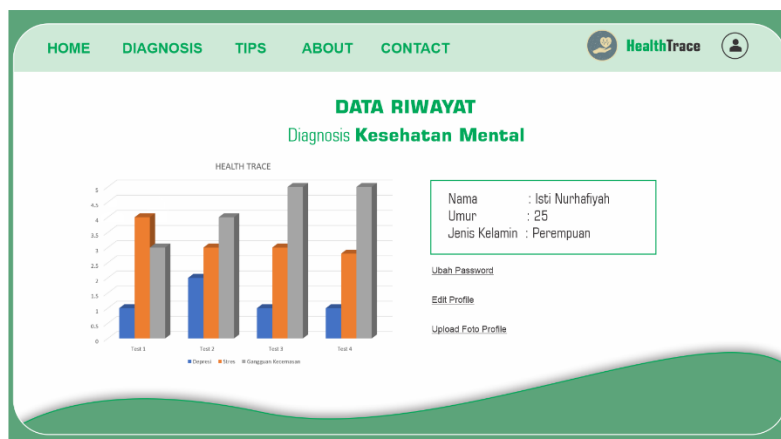 HOME DIAGNOSIS TIPS ABOUT CONTACT HealthTrace
DATA RIWAYAT
Diagnosis Kesehatan Mental
HEALTH TRACE
5
4.5
4
3.5
3
2.5
2
1.5
1
0.5
0
Test 1 Test 2 Test 3 Test 4
Depresi Stres Gangguan Kecemasan
Nama : Isti Nurhafiyah
Umur : 25
Jenis Kelamin : Perempuan
Ubah Password
Edit Profile
Upload Foto Profile